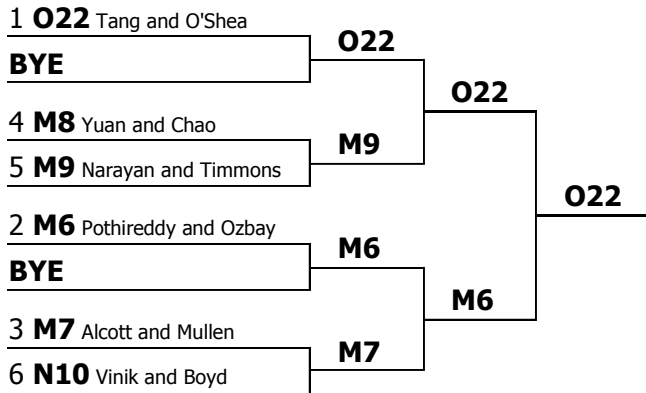 1 O22 Tang and O'Shea
BYE
4 M8 Yuan and Chao
5 M9 Narayan and Timmons
2 M6 Pothireddy and Ozbay
BYE
3 M7 Alcott and Mullen
6 N10 Vinik and Boyd
O22
M9
M6
M7
O22
M6
O22